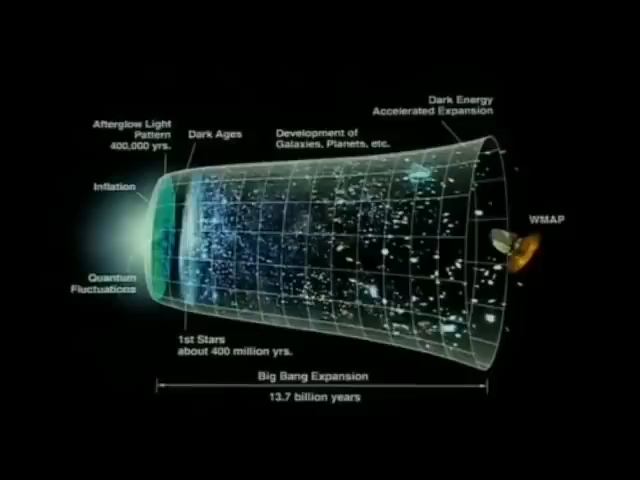 Dark Energy
Accelerated Expansion
Afterglow Light
Pattern
400,000 yrs.
Dark Ages
Development of
Galaxies, Planets, etc.
Inflation
WMAP
Quantum
Fluctuations
1st Stars
about 400 million yrs.
Big Bang Expansion
13.7 billion years